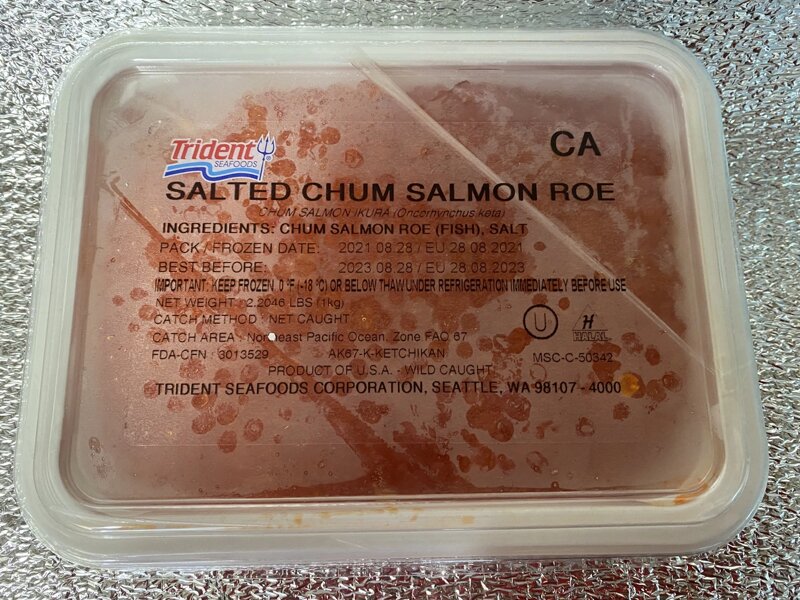 Trident
SEAFOODS
CA
SALTED CHUM SALMON ROE
CHUM SALMON IKURA (Oncorhynchus keta)
INGREDIENTS: CHUM SALMON ROE (FISH), SALT
PACK / FROZEN DATE: 2021 08.28 / EU 28.08.2021
BEST BEFORE: 2023.08.28 / EU 28.08.2023
IMPORTANT: KEEP FROZEN. 0 °F (-18 °C) OR BELOW THAW UNDER REFRIGERATION IMMEDIATELY BEFORE USE
NET WEIGHT: 2.2046 LBS (1kg)
CATCH METHOD: NET CAUGHT
CATCH AREA: Northeast Pacific Ocean, Zone FAO 67
U
H
HALAL
FDA-CFN: 3013529 AK67-K-KETCHIKAN MSC-C-50342
PRODUCT OF U.S.A. - WILD CAUGHT
TRIDENT SEAFOODS CORPORATION, SEATTLE, WA 98107 - 4000